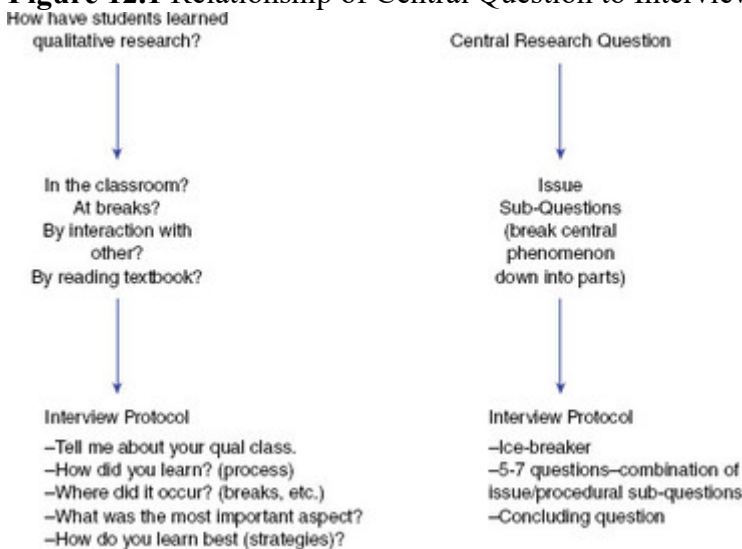 Figure 12.1 Relationship of Central Question to Interview
How have students learned
qualitative research?
In the classroom?
At breaks?
By interaction with
other?
By reading textbook?
Interview Protocol
–Tell me about your qual class.
–How did you learn? (process)
–Where did it occur? (breaks, etc.)
–What was the most important aspect?
–How do you learn best (strategies)?
Central Research Question
Issue
Sub-Questions
(break central
phenomenon
down into parts)
Interview Protocol
–Ice-breaker
–5-7 questions–combination of
issue/procedural sub-questions
–Concluding question